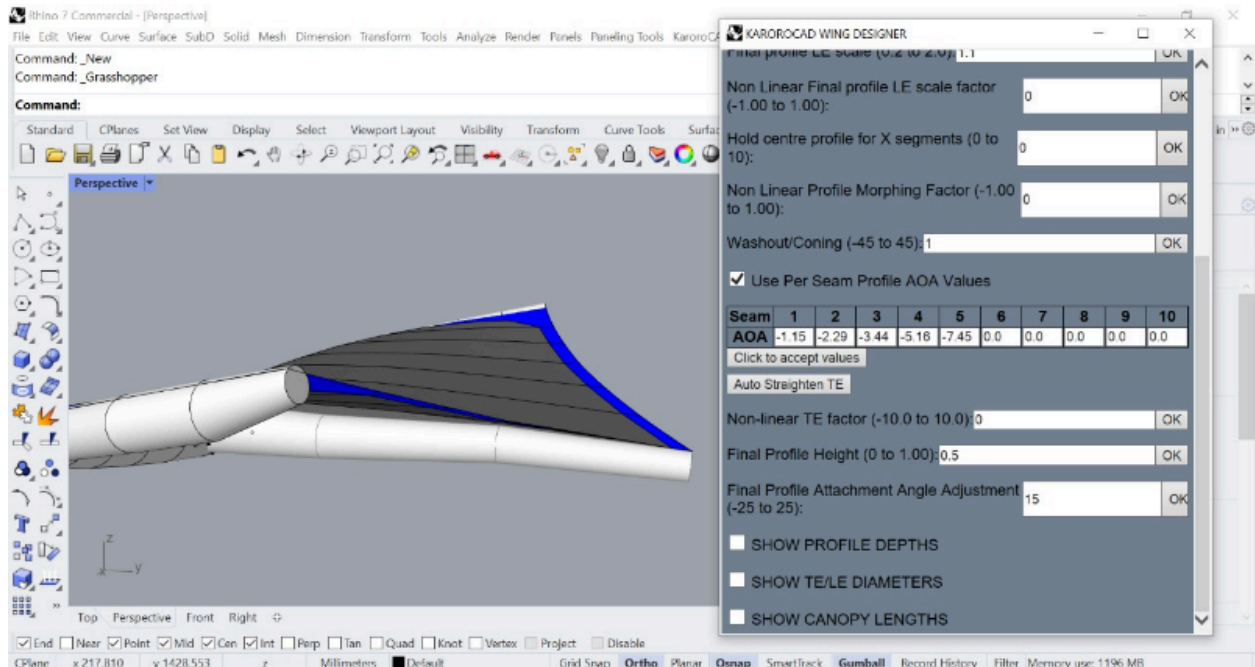 Rhino 7 Commercial - [Perspective]
File Edit View Curve Surface SubD Solid Mesh Dimension Transform Tools Analyze Render Panels Paneling Tools KaroroCA
Command: _New
Command: _Grasshopper
Command:
Standard CPlanes Set View Display Select Viewport Layout Visibility Transform Curve Tools Surfac
in
Perspective
z
x y
Top Perspective Front Right
End Near Point Mid Cen Int Perp Tan Quad Knot Vertex Project Disable
CPlane x 217.810 y 1428.553 z Millimeters Default Grid Snap Ortho Planar Osnap SmartTrack Gumball Record History Filter Memory use: 1196 MB
KAROROCAD WING DESIGNER
Final profile LE scale (0.2 to 2.0): 1.1 OK
Non Linear Final profile LE scale factor
(-1.00 to 1.00): 0 OK
Hold centre profile for X segments (0 to
10): 0 OK
Non Linear Profile Morphing Factor (-1.00
to 1.00): 0 OK
Washout/Coning (-45 to 45): 1 OK
Use Per Seam Profile AOA Values
Seam 1 2 3 4 5 6 7 8 9 10
AOA -1.15 -2.29 -3.44 -5.16 -7.45 0.0 0.0 0.0 0.0 0.0
Click to accept values
Auto Straighten TE
Non-linear TE factor (-10.0 to 10.0): 0 OK
Final Profile Height (0 to 1.00): 0.5 OK
Final Profile Attachment Angle Adjustment
(-25 to 25): 15 OK
SHOW PROFILE DEPTHS
SHOW TE/LE DIAMETERS
SHOW CANOPY LENGTHS